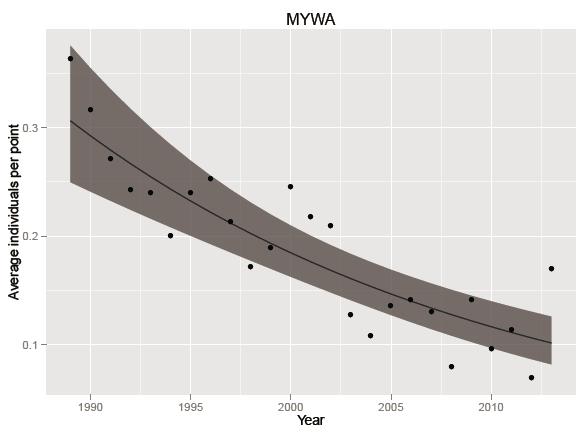 MYWA
Average individuals per point
0.3
0.2
0.1
1990 1995 2000 2005 2010
Year